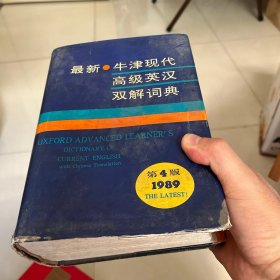 最新•牛津现代
高级英汉
双解词典
OXFORD ADVANCED LEARNER'S
DICTIONARY OF
CURRENT ENGLISH
with Chinese Translation
第4版
1989
THE LATEST!